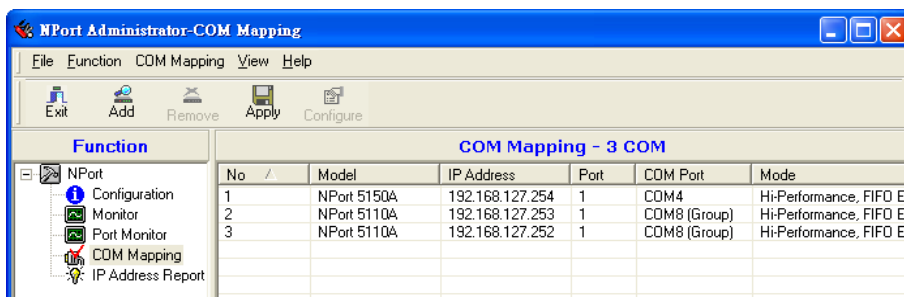 NPort Administrator-COM Mapping
File Function COM Mapping View Help
Exit Add Remove Apply Configure
Function
COM Mapping - 3 COM
NPort
Configuration
Monitor
Port Monitor
COM Mapping
IP Address Report
No Model IP Address Port COM Port Mode
1 NPort 5150A 192.168.127.254 1 COM4 Hi-Performance, FIFO E
2 NPort 5110A 192.168.127.253 1 COM8 (Group) Hi-Performance, FIFO E
3 NPort 5110A 192.168.127.252 1 COM8 (Group) Hi-Performance, FIFO E